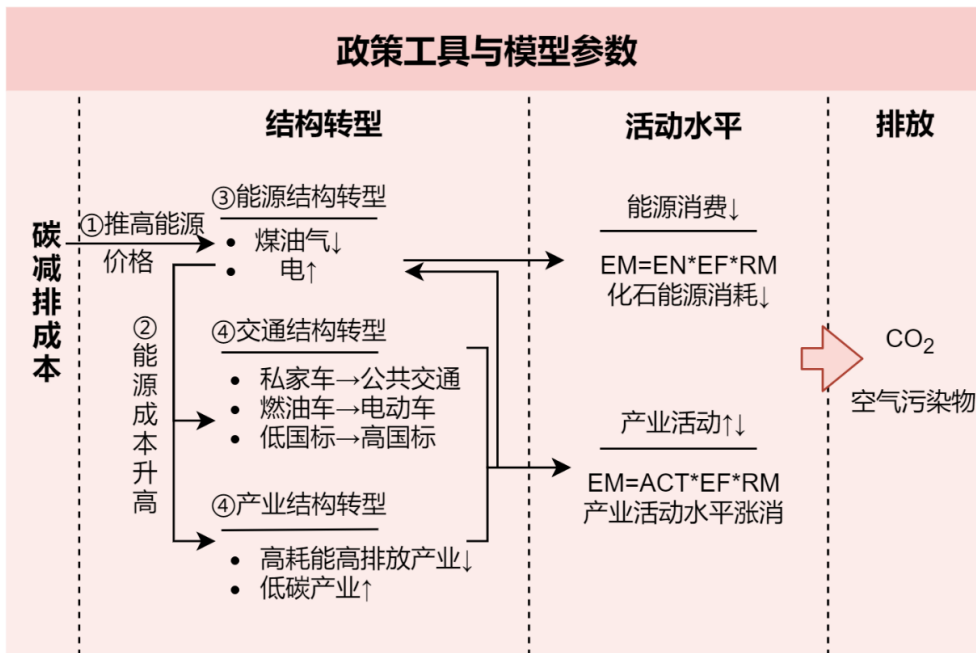 政策工具与模型参数
结构转型
活动水平
排放
碳减排成本
①推高能源
价格
②能源成本升高
③能源结构转型
• 煤油气↓
• 电↑
④交通结构转型
• 私家车→公共交通
• 燃油车→电动车
• 低国标→高国标
④产业结构转型
• 高耗能高排放产业↓
• 低碳产业↑
能源消费↓
EM=EN*EF*RM
化石能源消耗↓
产业活动↑↓
EM=ACT*EF*RM
产业活动水平涨消
CO₂
空气污染物